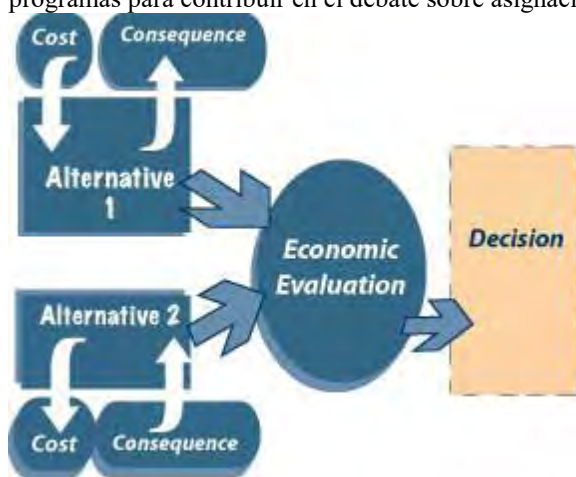 programas para contribuir en el debate sobre asignaci
Cost
Consequence
Alternative
1
Economic
Evaluation
Decision
Alternative 2
Cost
Consequence